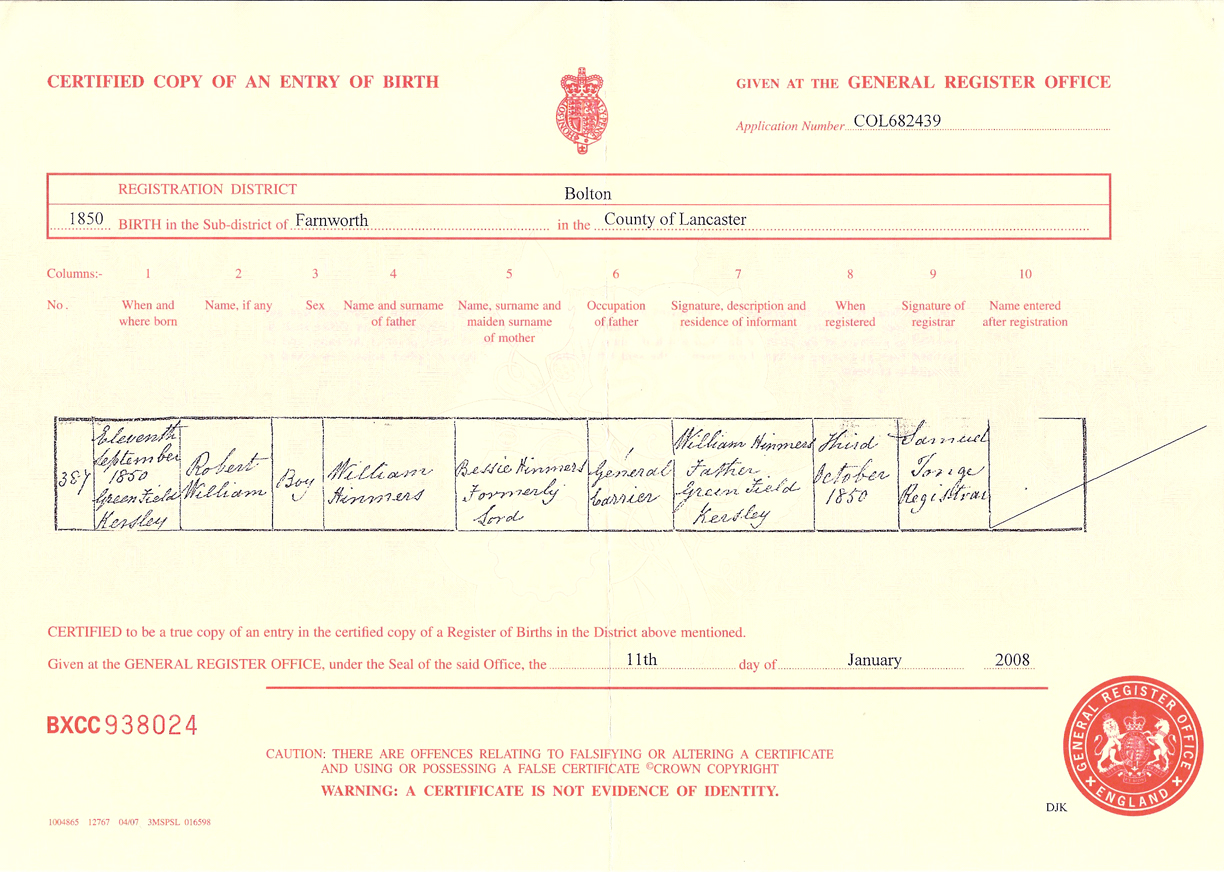 CERTIFIED COPY OF AN ENTRY OF BIRTH
GIVEN AT THE GENERAL REGISTER OFFICE
Application Number COL682439
REGISTRATION DISTRICT Bolton
1850 BIRTH in the Sub-district of Farnworth in the County of Lancaster
Columns:- 1 2 3 4 5 6 7 8 9 10
No. When and where born
Name, if any
Sex
Name and surname
of father
Name, surname and
maiden surname
of mother
Occupation
of father
Signature, description and
residence of informant
When
registered
Signature of
registrar
Name entered
after registration
387
Eleventh
September
1850
Green Field
Kersley
Robert
William
Boy
William
Hinmers
Bessie Hinmers
Formerly
Lord
General
Carrier
William Hinmers
Father
Green Field
Kersley
Third
October
1850
Samuel
Tonge
Registrar
CERTIFIED to be a true copy of an entry in the certified copy of a Register of Births in the District above mentioned.
Given at the GENERAL REGISTER OFFICE, under the Seal of the said Office, the 11th day of January 2008
BXCC 938024
CAUTION: THERE ARE OFFENCES RELATING TO FALSIFYING OR ALTERING A CERTIFICATE
AND USING OR POSSESSING A FALSE CERTIFICATE ©CROWN COPYRIGHT
WARNING: A CERTIFICATE IS NOT EVIDENCE OF IDENTITY.
GENERAL REGISTER OFFICE
ENGLAND
DJK
1004865 12767 04/07 3MSPSL 016598